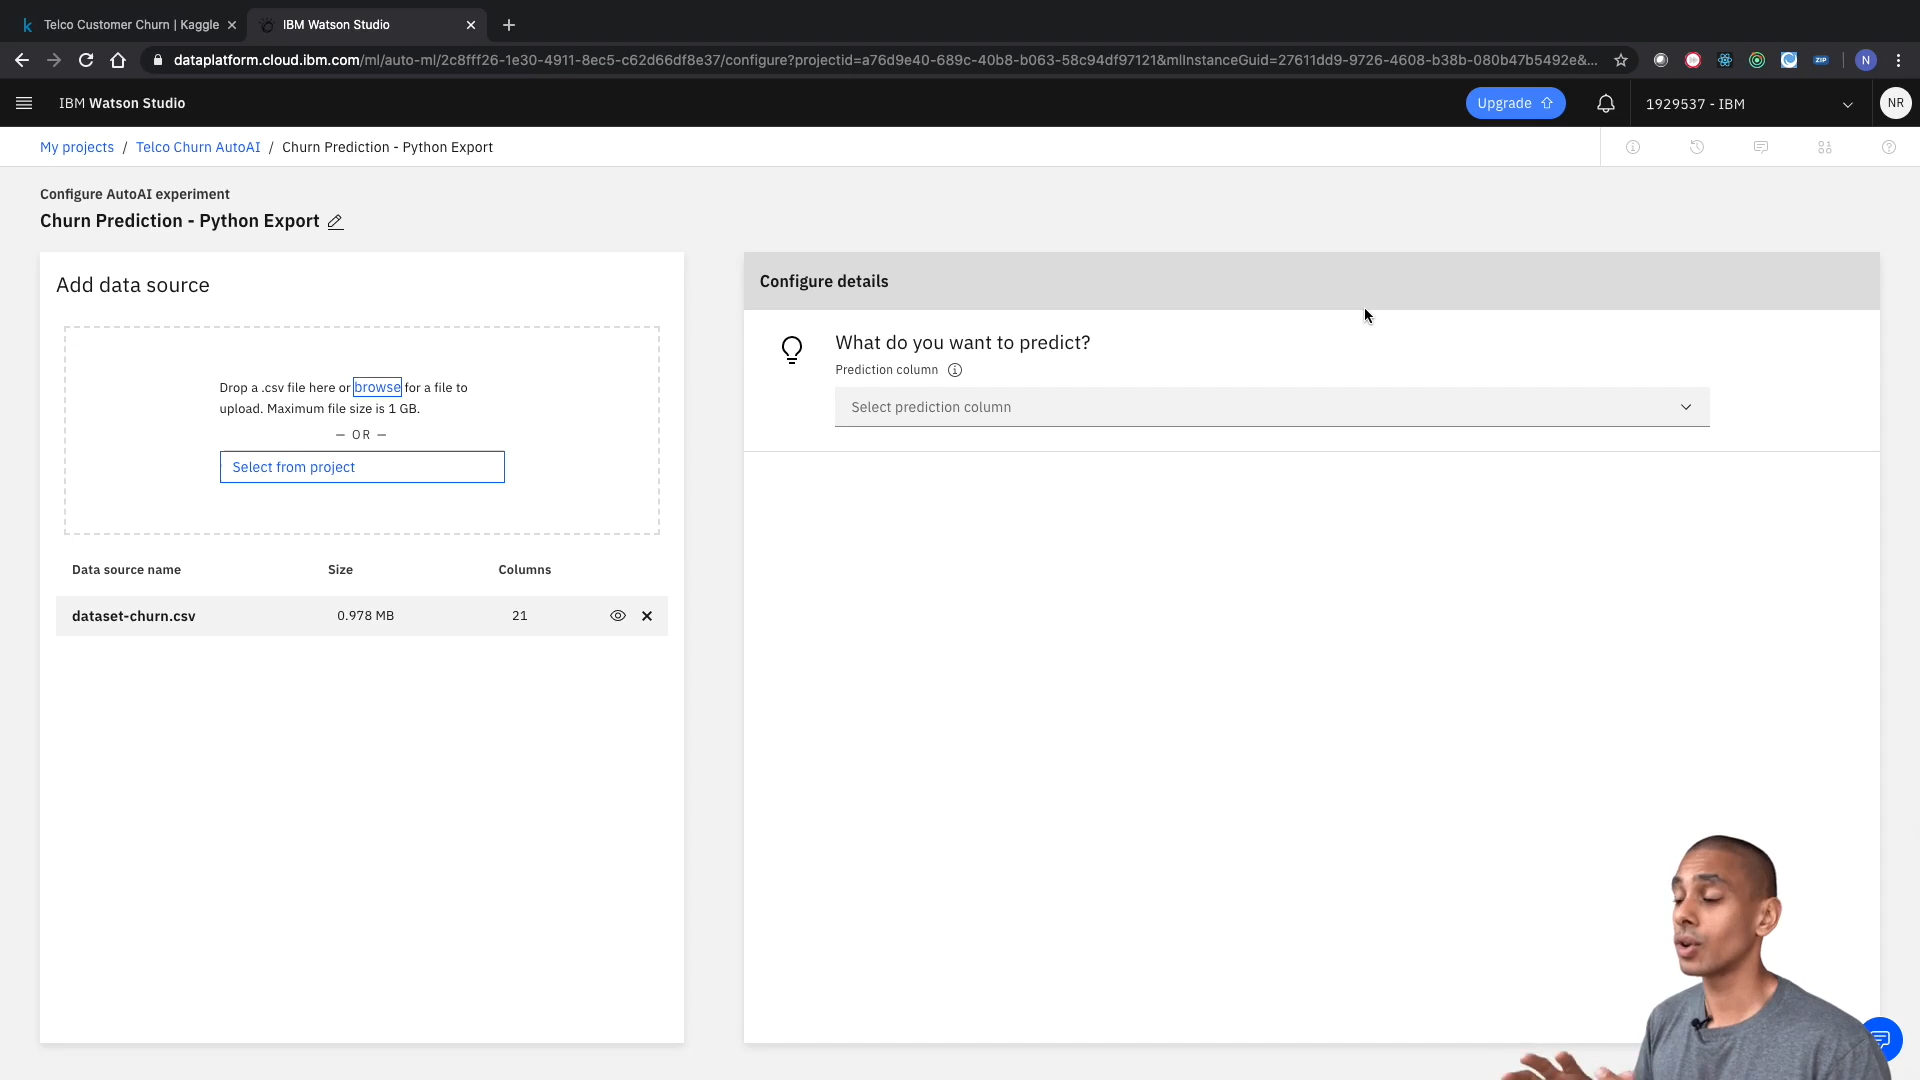 Telco Customer Churn | Kaggle
IBM Watson Studio
dataplatform.cloud.ibm.com/ml/auto-ml/2c8fff26-1e30-4911-8ec5-c62d66df8e37/configure?projectid=a76d9e40-689c-40b8-b063-58c94df97121&mlInstanceGuid=27611dd9-9726-4608-b38b-080b47b5492e&...
ZIP
N
IBM Watson Studio
Upgrade
1929537 - IBM
NR
My projects / Telco Churn AutoAI / Churn Prediction - Python Export
Configure AutoAI experiment
Churn Prediction - Python Export
Add data source
Drop a .csv file here or browse for a file to
upload. Maximum file size is 1 GB.
— OR —
Select from project
Data source name Size Columns
dataset-churn.csv 0.978 MB 21
Configure details
What do you want to predict?
Prediction column
Select prediction column